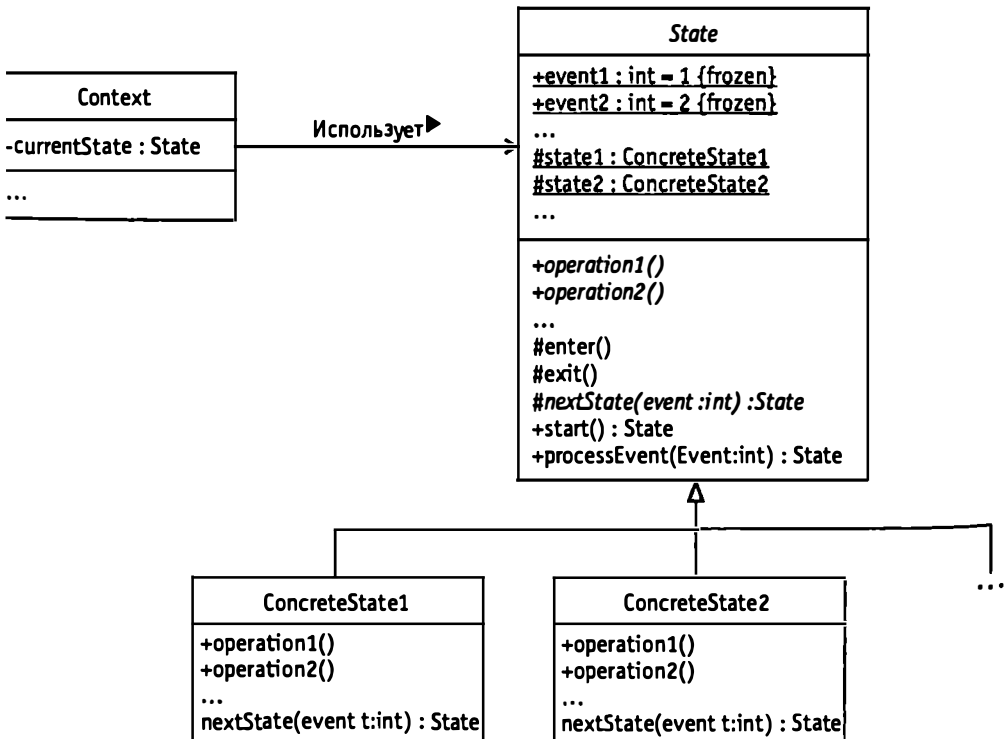 Context
-currentState : State
...
Использует
State
+event1 : int = 1 {frozen}
+event2 : int = 2 {frozen}
...
#state1 : ConcreteState1
#state2 : ConcreteState2
...
+operation1()
+operation2()
...
#enter()
#exit()
#nextState(event :int) :State
+start() : State
+processEvent(Event:int) : State
ConcreteState1
+operation1()
+operation2()
...
nextState(event t:int) : State
ConcreteState2
+operation1()
+operation2()
...
nextState(event t:int) : State
...